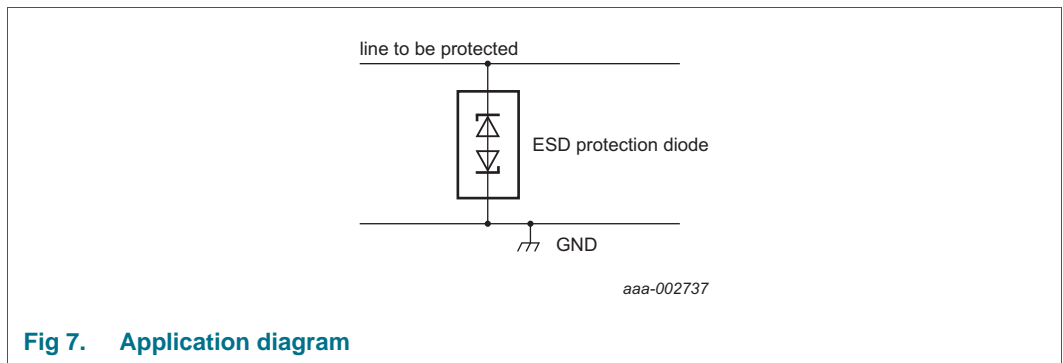 line to be protected
ESD protection diode
GND
aaa-002737
Fig 7. Application diagram